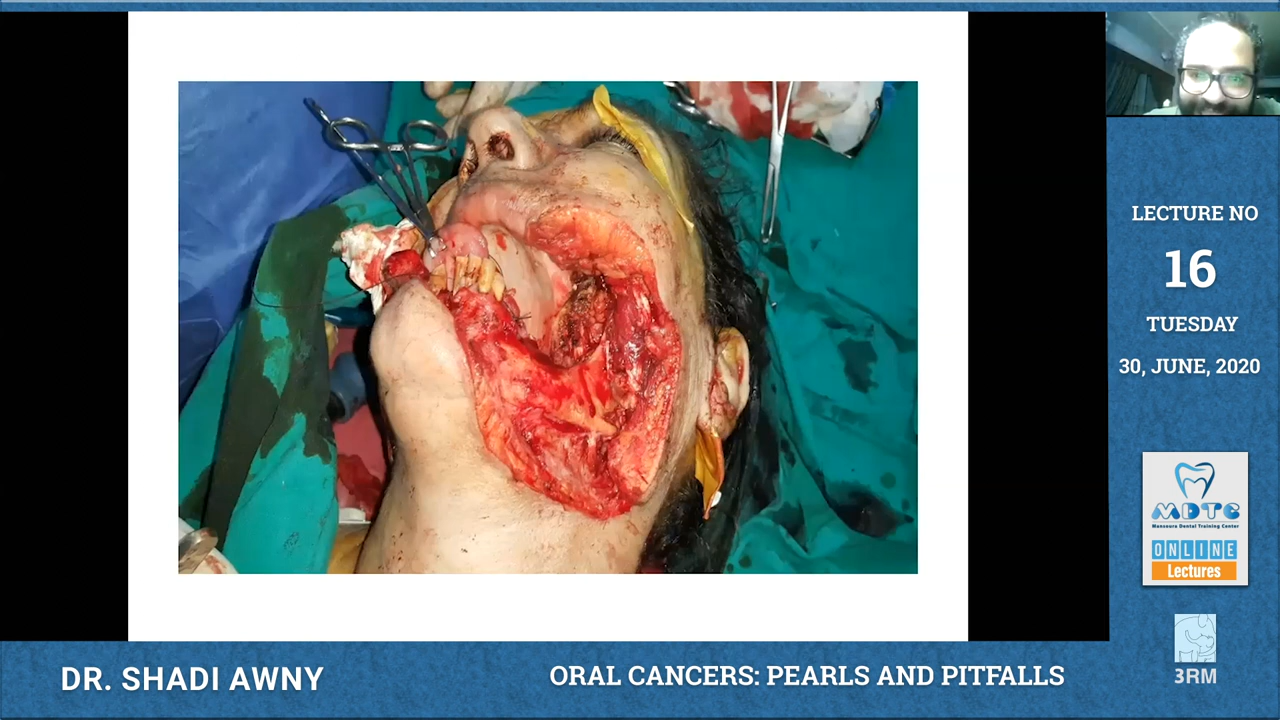 LECTURE NO
16
TUESDAY
30, JUNE, 2020
MDTC
Mansoura Dental Training Center
ONLINE
Lectures
3RM
DR. SHADI AWNY
ORAL CANCERS: PEARLS AND PITFALLS